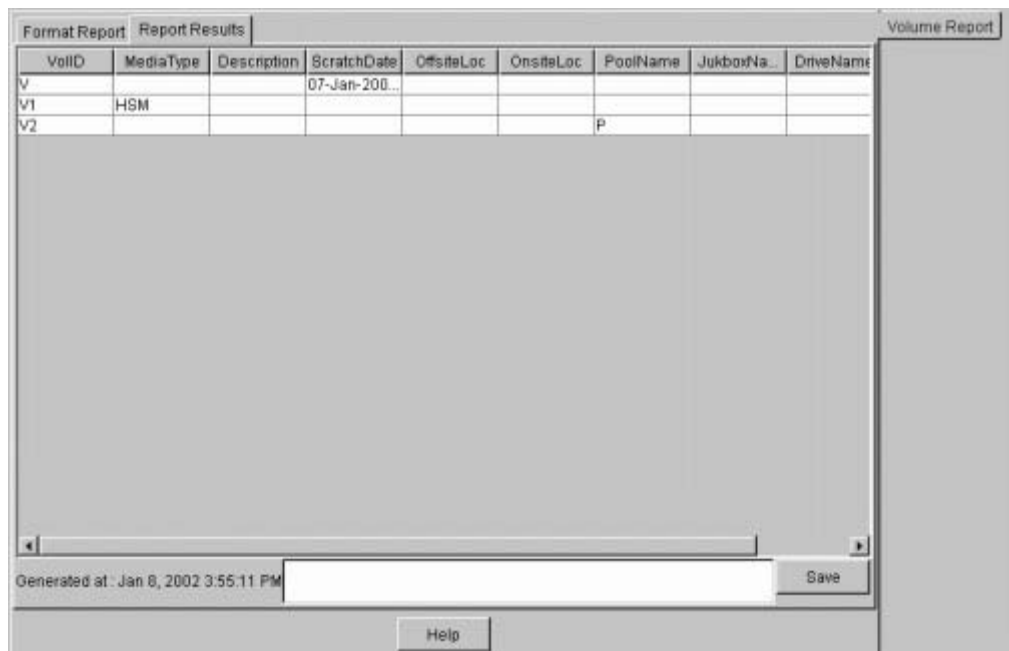 Format Report Report Results Volume Report
VolID MediaType Description ScratchDate OffsiteLoc OnsiteLoc PoolName JukboxNa... DriveName
V 07-Jan-200...
V1 HSM
V2 P
Generated at: Jan 8, 2002 3:55:11 PM Save
Help